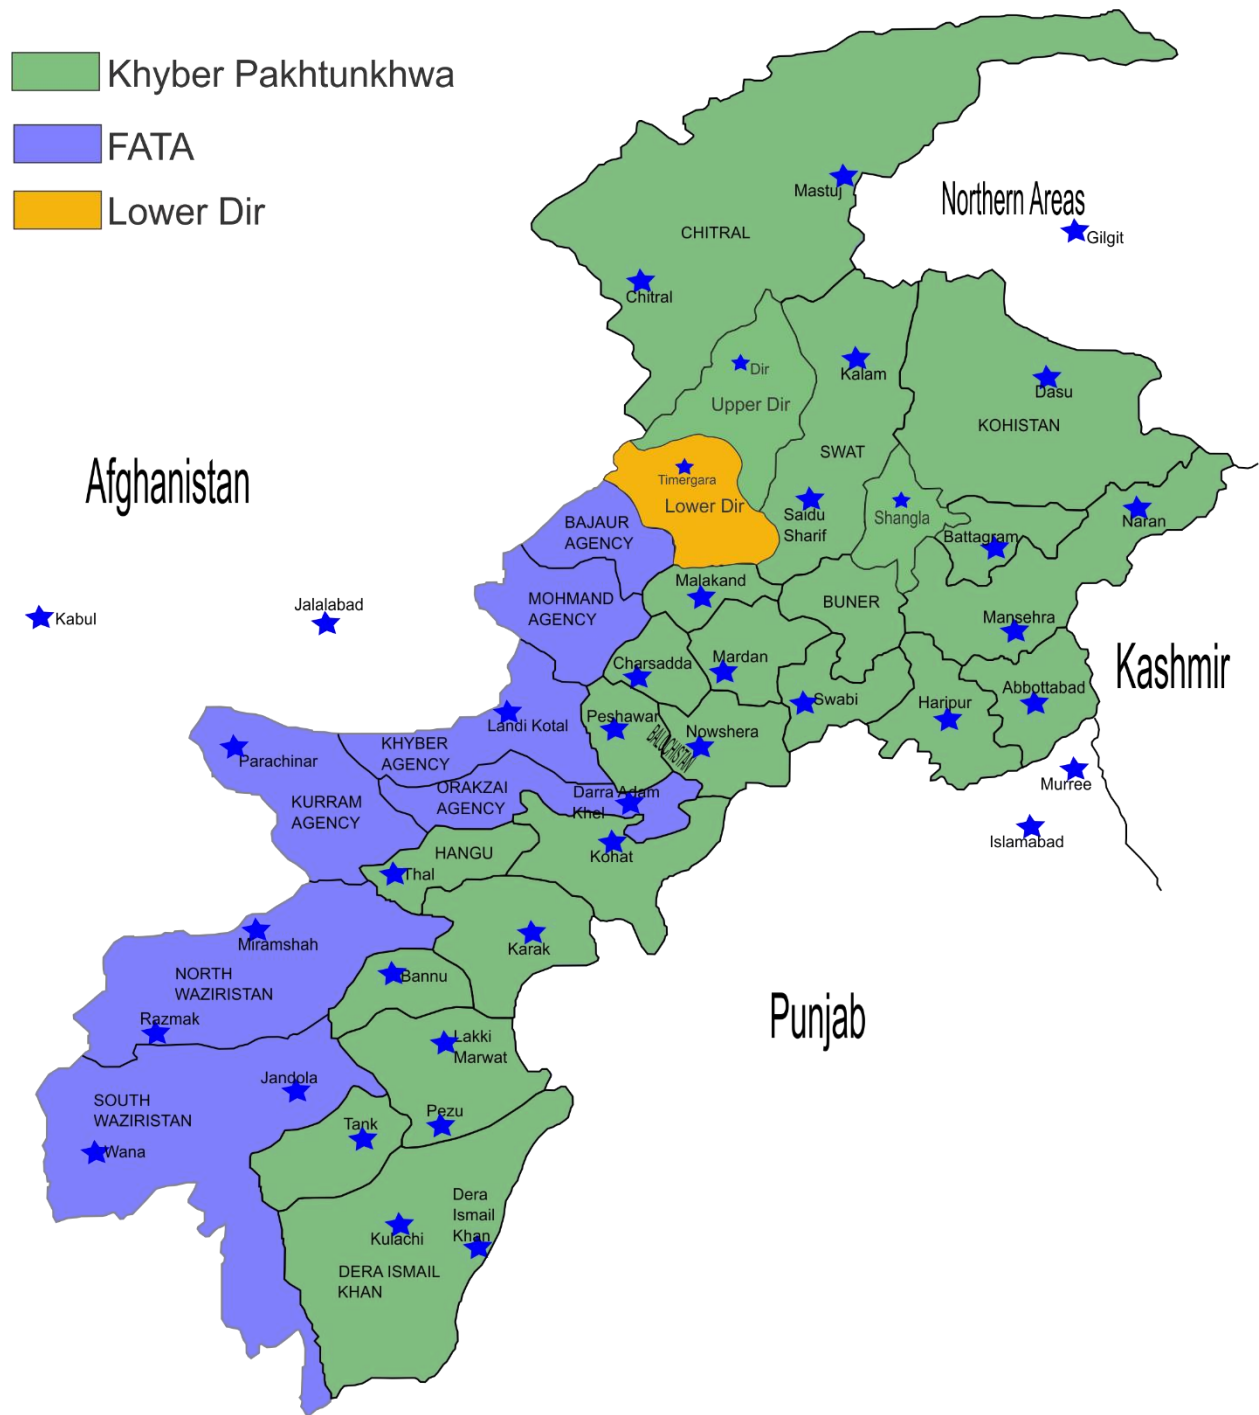 Khyber Pakhtunkhwa
FATA
Lower Dir
Mastuj
Northern Areas
Gilgit
CHITRAL
Chitral
Dir
Upper Dir
Kalam
Dasu
KOHISTAN
SWAT
Afghanistan
Timergara
Lower Dir
Saidu
Sharif
Shangla
Naran
BAJAUR
AGENCY
Battagram
Malakand
MOHMAND
AGENCY
BUNER
Mansehra
Kabul
Jalalabad
Kashmir
Charsadda
Mardan
Swabi
Haripur
Abbottabad
Landi Kotal
Peshawar
BALOCHISTAN
Nowshera
Parachinar
KHYBER
AGENCY
Murree
KURRAM
AGENCY
ORAKZAI
AGENCY
Darra Adam
Khel
Islamabad
HANGU
Kohat
Thal
Miramshah
Karak
NORTH
WAZIRISTAN
Bannu
Punjab
Razmak
Lakki
Marwat
Jandola
SOUTH
WAZIRISTAN
Pezu
Tank
Wana
Dera
Ismail
Khan
Kulachi
DERA ISMAIL
KHAN